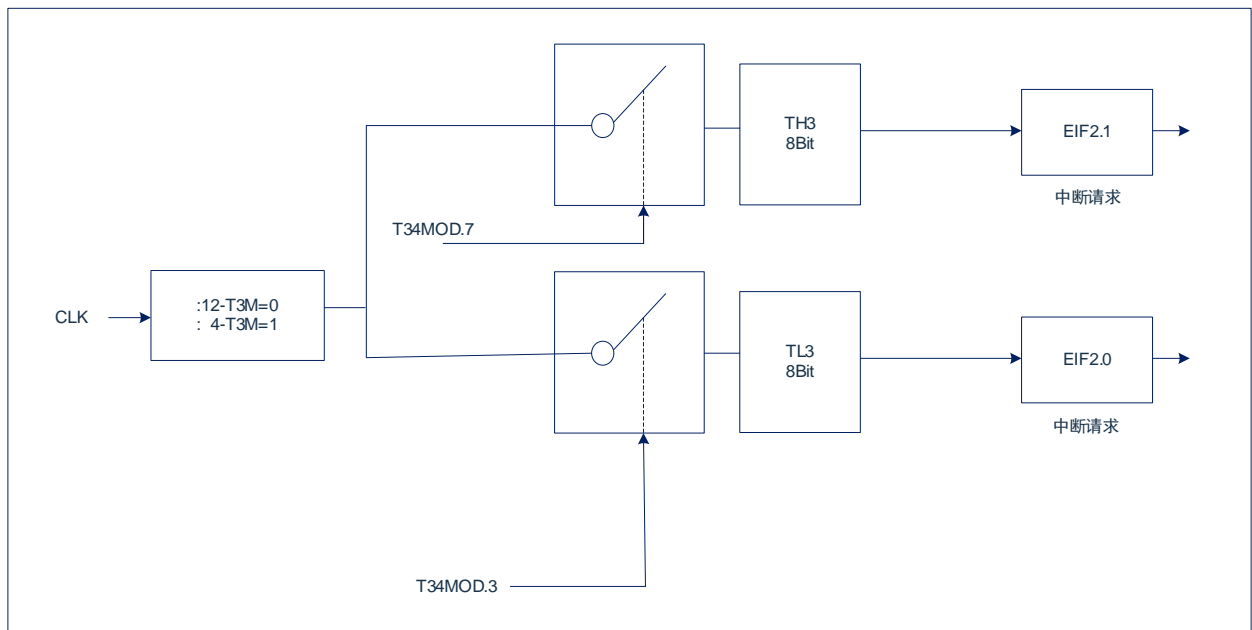 TH3
8Bit
EIF2.1
中断请求
T34MOD.7
:12-T3M=0
: 4-T3M=1
CLK
TL3
8Bit
EIF2.0
中断请求
T34MOD.3